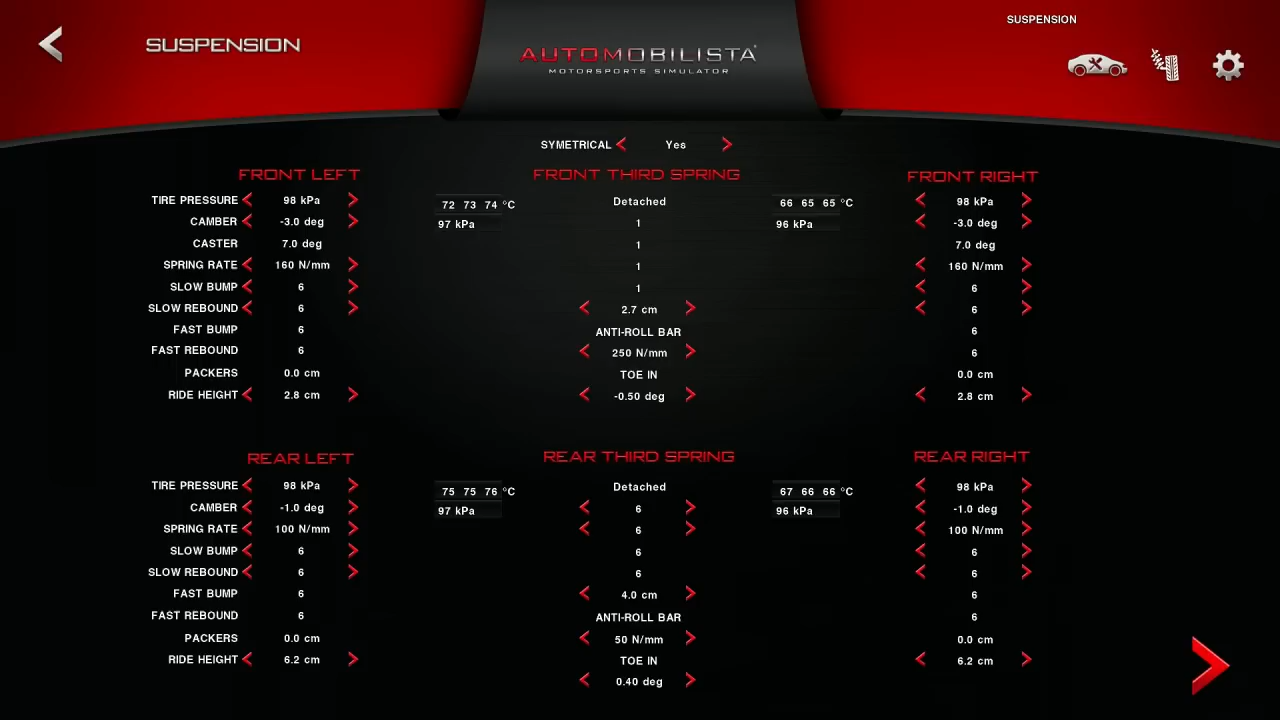 SUSPENSION
SUSPENSION
AUTOMOBILISTA
MOTORSPORTS SIMULATOR
SYMETRICAL Yes
FRONT LEFT FRONT THIRD SPRING FRONT RIGHT
TIRE PRESSURE 98 kPa 72 73 74 °C Detached 66 65 65 °C 98 kPa
CAMBER -3.0 deg 97 kPa 1 96 kPa -3.0 deg
CASTER 7.0 deg 1 7.0 deg
SPRING RATE 160 N/mm 1 160 N/mm
SLOW BUMP 6 1 6
SLOW REBOUND 6 2.7 cm 6
FAST BUMP 6 ANTI-ROLL BAR 6
FAST REBOUND 6 250 N/mm 6
PACKERS 0.0 cm TOE IN 0.0 cm
RIDE HEIGHT 2.8 cm -0.50 deg 2.8 cm
REAR LEFT REAR THIRD SPRING REAR RIGHT
TIRE PRESSURE 98 kPa 75 75 76 °C Detached 67 66 66 °C 98 kPa
CAMBER -1.0 deg 97 kPa 6 96 kPa -1.0 deg
SPRING RATE 100 N/mm 6 100 N/mm
SLOW BUMP 6 6 6
SLOW REBOUND 6 6 6
FAST BUMP 6 4.0 cm 6
FAST REBOUND 6 ANTI-ROLL BAR 6
PACKERS 0.0 cm 50 N/mm 0.0 cm
RIDE HEIGHT 6.2 cm TOE IN 6.2 cm
0.40 deg